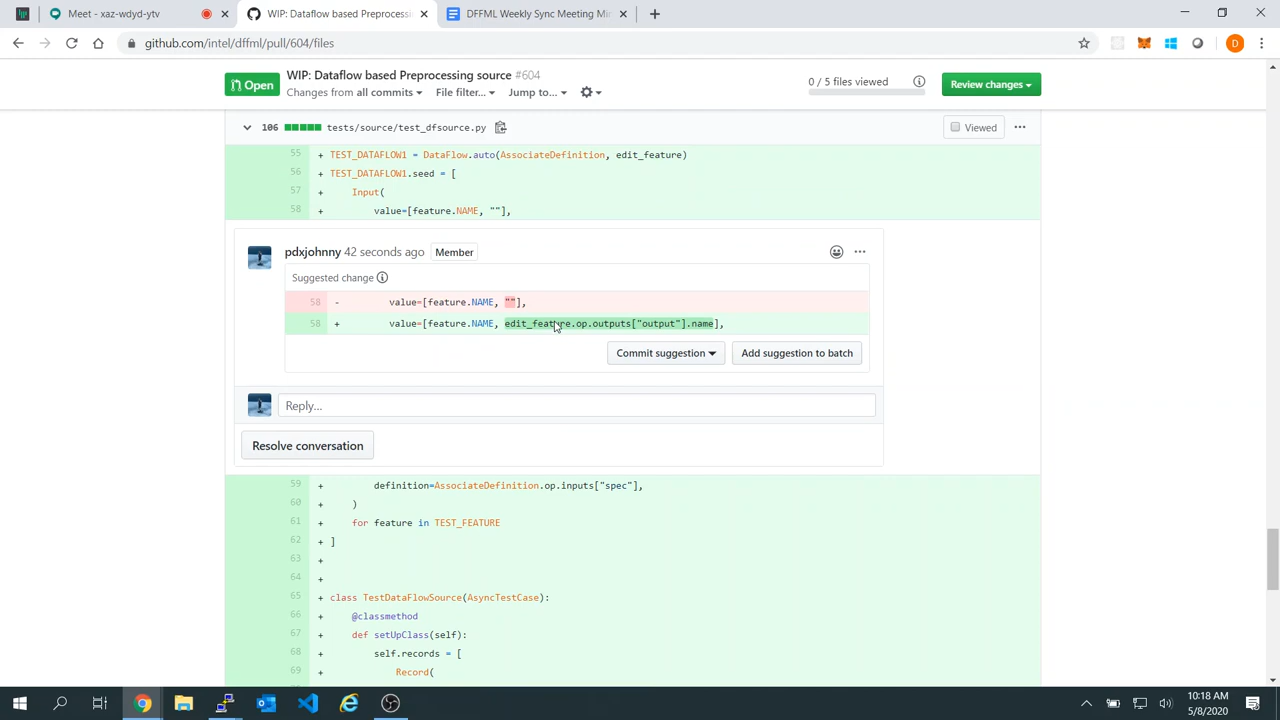 Meet - xaz-wdyd-ytv
WIP: Dataflow based Preprocessin
DFFML Weekly Sync Meeting Mi
github.com/intel/dffml/pull/604/files
D
Open
WIP: Dataflow based Preprocessing source #604
Changes from all commits
File filter...
Jump to...
0 / 5 files viewed
Review changes
106
tests/source/test_dfsource.py
Viewed
55 + TEST_DATAFLOW1 = DataFlow.auto(AssociateDefinition, edit_feature)
56 + TEST_DATAFLOW1.seed = [
57 + Input(
58 + value=[feature.NAME, ""],
pdxjohnny 42 seconds ago Member
Suggested change
58 - value=[feature.NAME, ""],
58 + value=[feature.NAME, edit_feature.op.outputs["output"].name],
Commit suggestion
Add suggestion to batch
Reply...
Resolve conversation
59 + definition=AssociateDefinition.op.inputs["spec"],
60 + )
61 + for feature in TEST_FEATURE
62 + ]
63 +
64 +
65 + class TestDataFlowSource(AsyncTestCase):
66 + @classmethod
67 + def setUpClass(self):
68 + self.records = [
69 + Record(
10:18 AM
5/8/2020